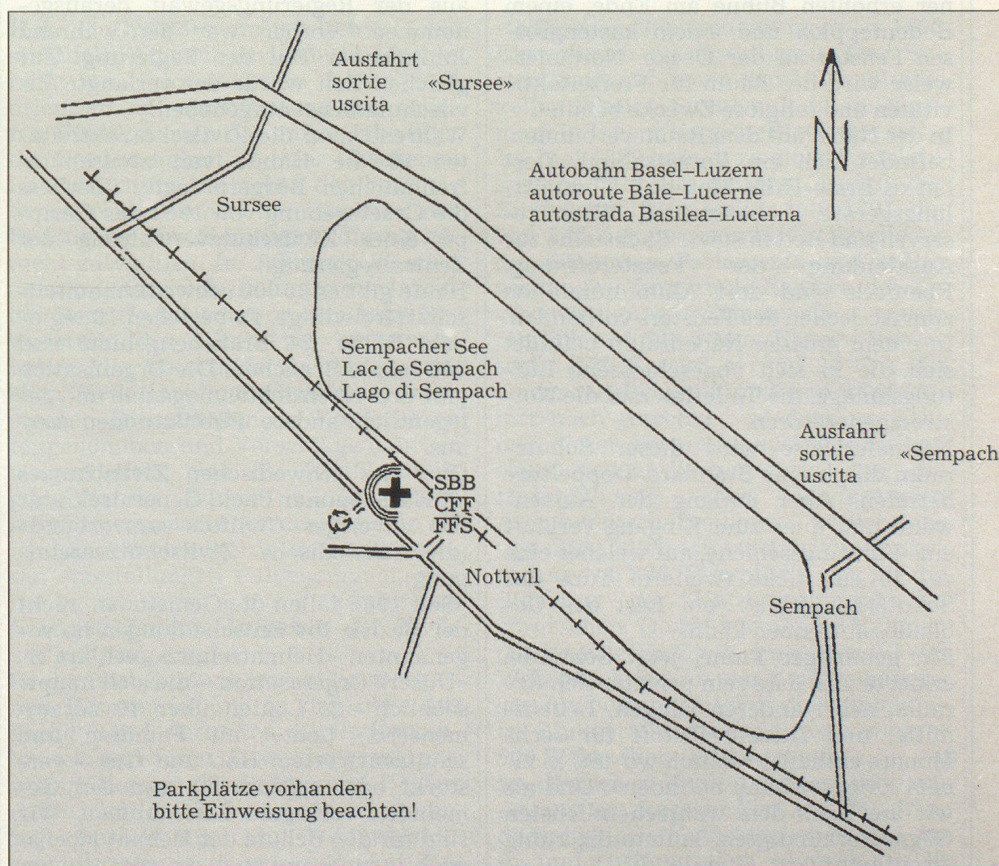 Ausfahrt
sortie «Sursee»
uscita
N
Autobahn Basel–Luzern
autoroute Bâle–Lucerne
autostrada Basilea–Lucerna
Sursee
Sempacher See
Lac de Sempach
Lago di Sempach
Ausfahrt
sortie «Sempach
uscita
SBB
CFF
FFS
Nottwil
Sempach
Parkplätze vorhanden,
bitte Einweisung beachten!